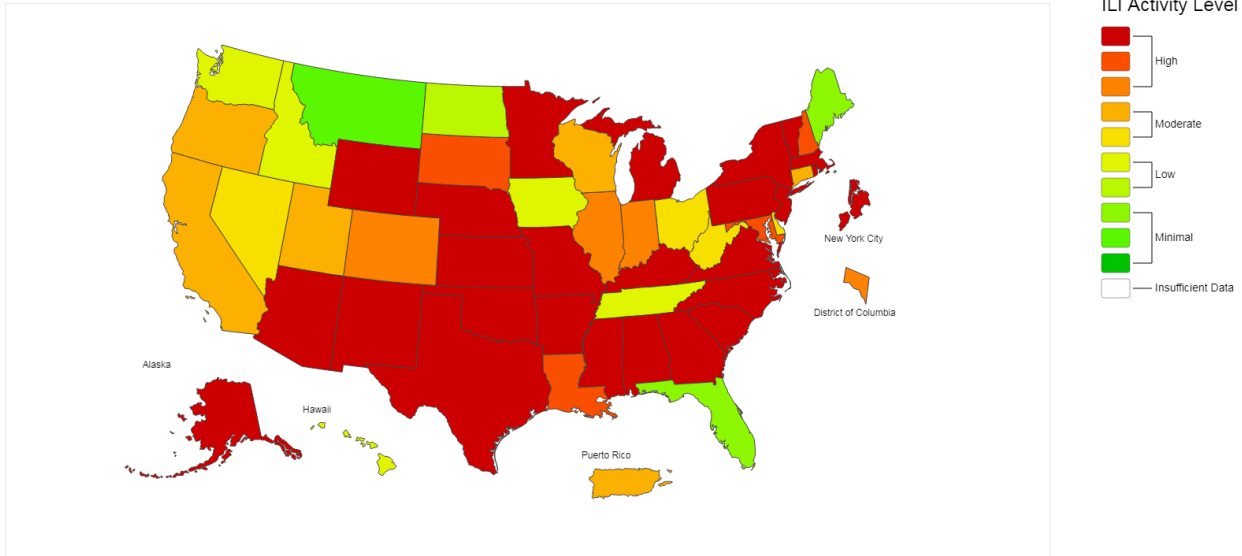 ILI Activity Level
High
Moderate
Low
Minimal
Insufficient Data
New York City
District of Columbia
Alaska
Hawaii
Puerto Rico